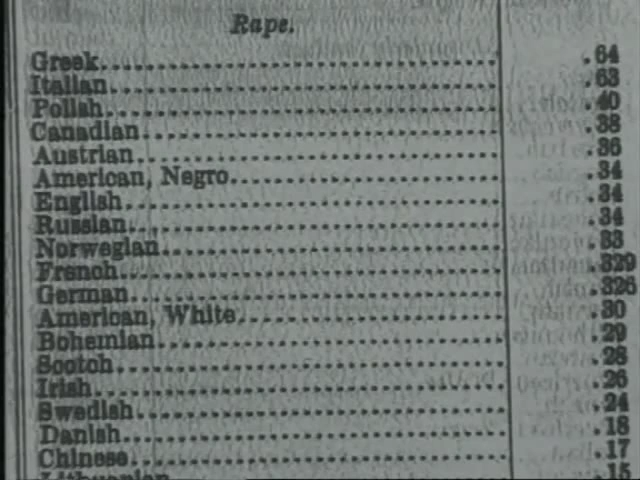 Rape.
Greek .64
Italian .63
Polish .40
Canadian .38
Austrian .36
American, Negro .34
English .34
Russian .34
Norwegian .33
French .329
German .326
American, White .30
Bohemian .29
Scotch .28
Irish .26
Swedish .24
Danish .18
Chinese .17
Lithuanian .15